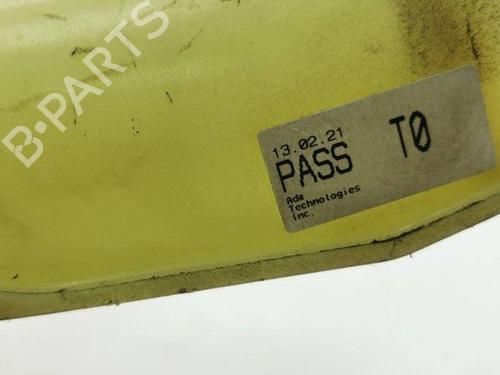 B-PARTS
13.02.21
PASS T0
Ada
Technologies
Inc.